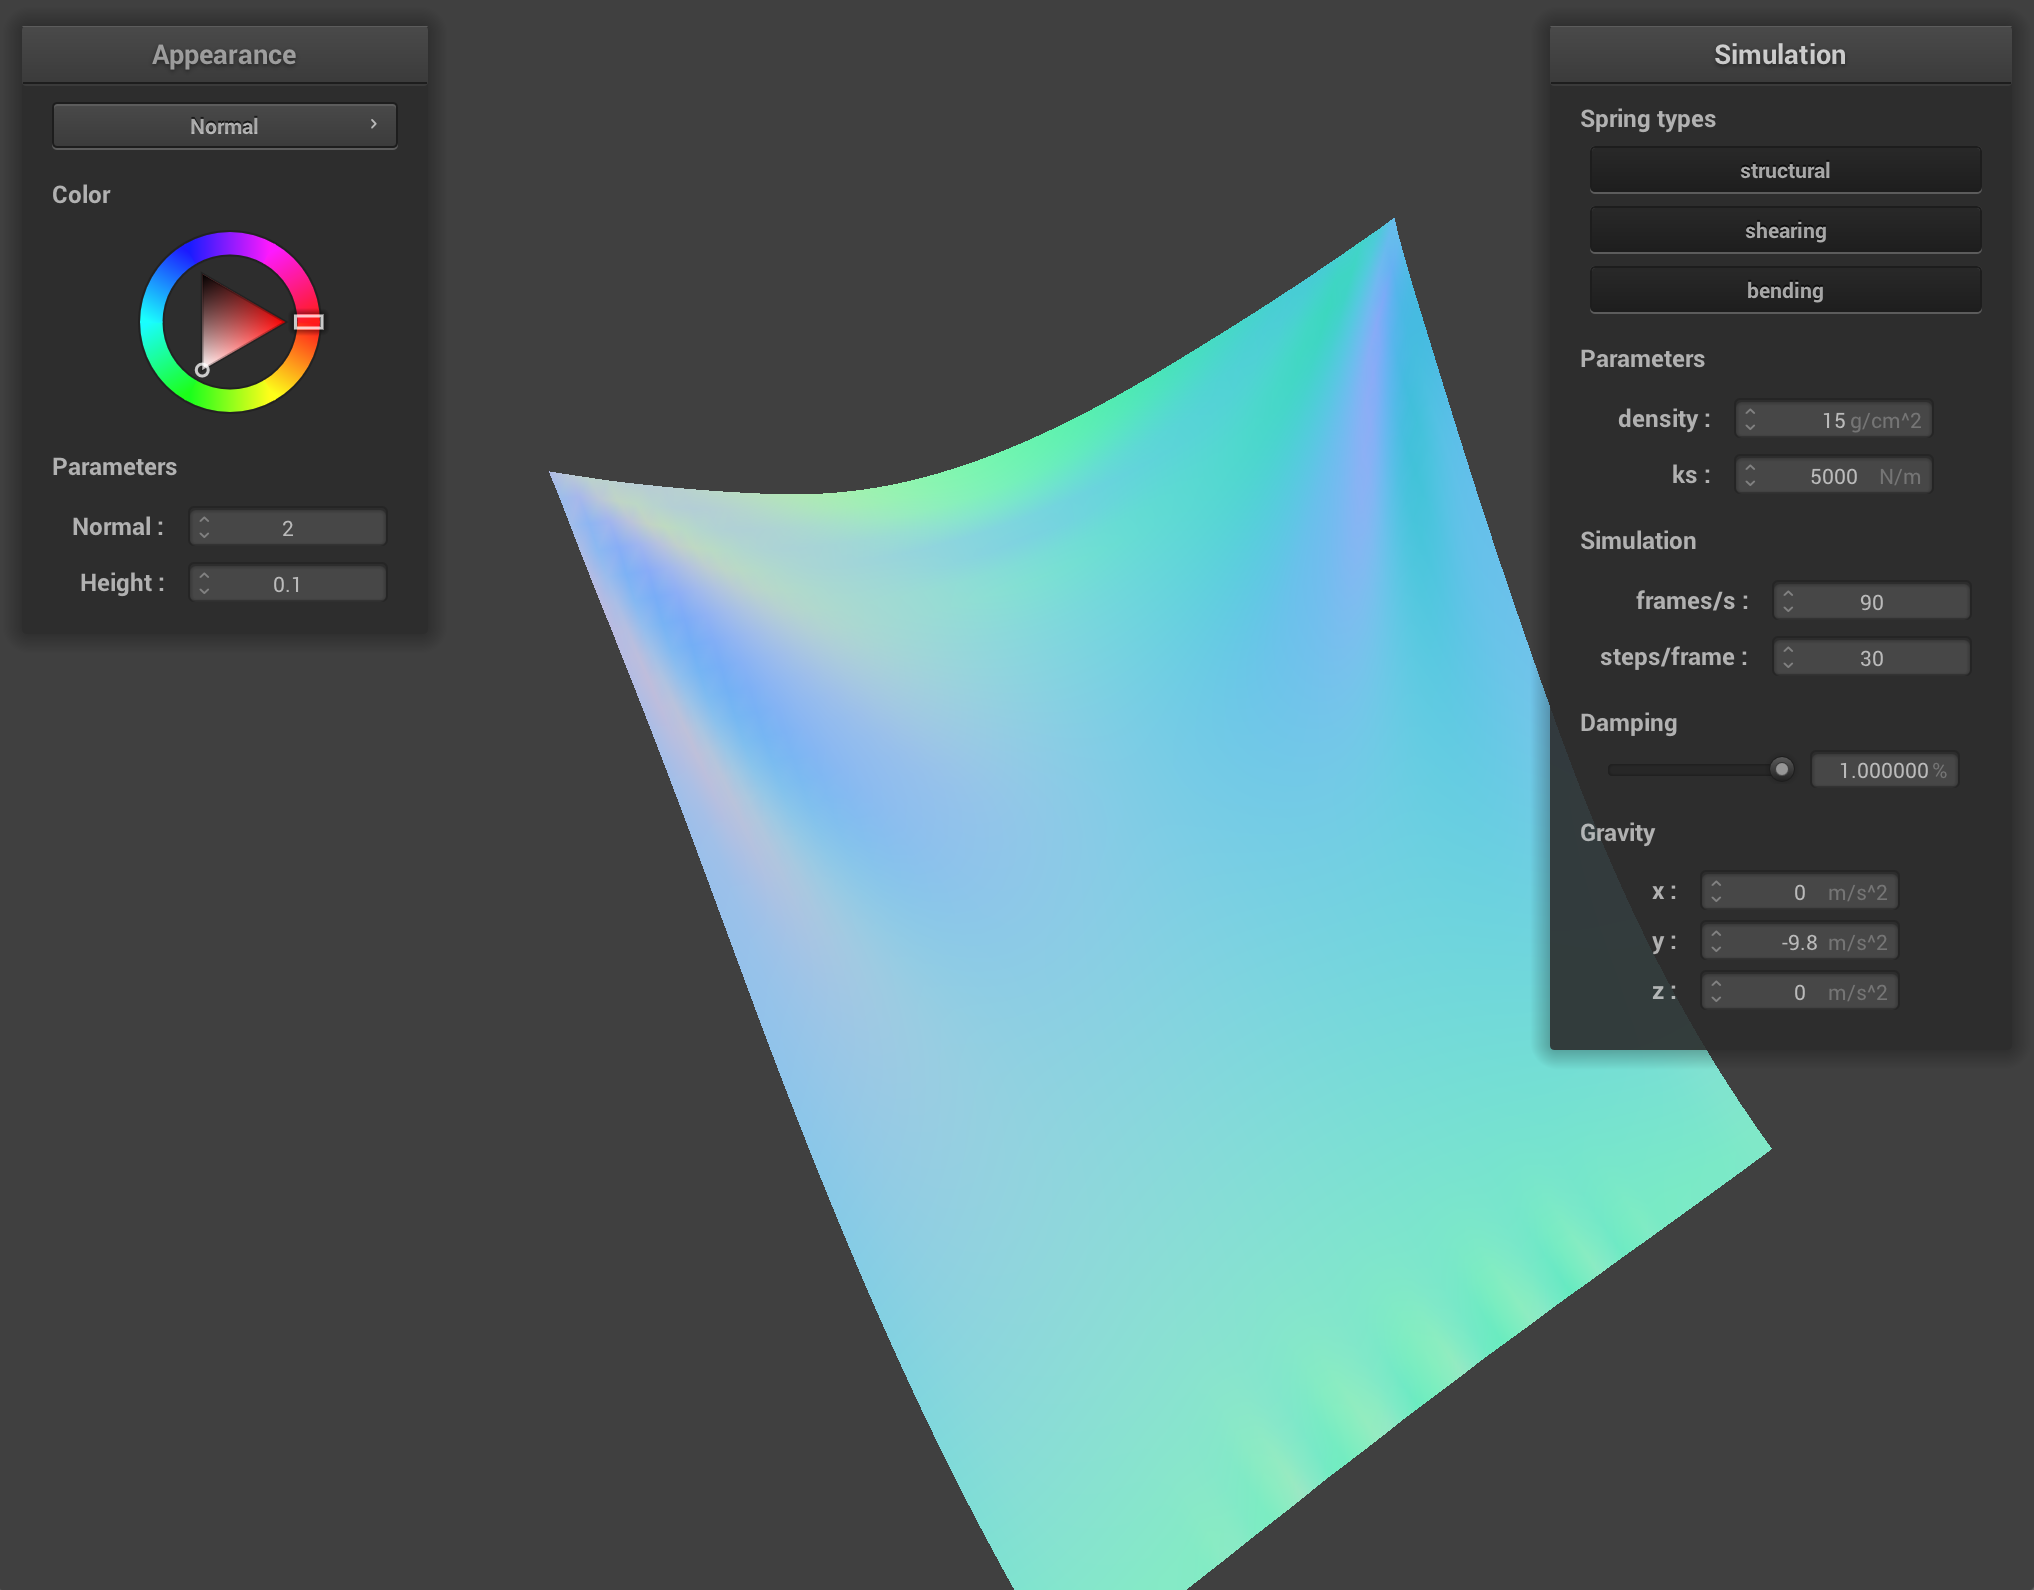 Appearance
Normal
Color
Parameters
Normal : 2
Height : 0.1
Simulation
Spring types
structural
shearing
bending
Parameters
density : 15 g/cm^2
ks : 5000 N/m
Simulation
frames/s : 90
steps/frame : 30
Damping
1.000000 %
Gravity
x : 0 m/s^2
y : -9.8 m/s^2
z : 0 m/s^2